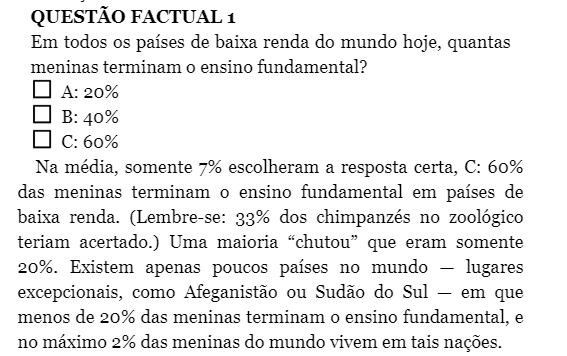 QUESTÃO FACTUAL 1
Em todos os países de baixa renda do mundo hoje, quantas
meninas terminam o ensino fundamental?
☐ A: 20%
☐ B: 40%
☐ C: 60%
Na média, somente 7% escolheram a resposta certa, C: 60%
das meninas terminam o ensino fundamental em países de
baixa renda. (Lembre-se: 33% dos chimpanzés no zoológico
teriam acertado.) Uma maioria “chutou” que eram somente
20%. Existem apenas poucos países no mundo — lugares
excepcionais, como Afeganistão ou Sudão do Sul — em que
menos de 20% das meninas terminam o ensino fundamental, e
no máximo 2% das meninas do mundo vivem em tais nações.